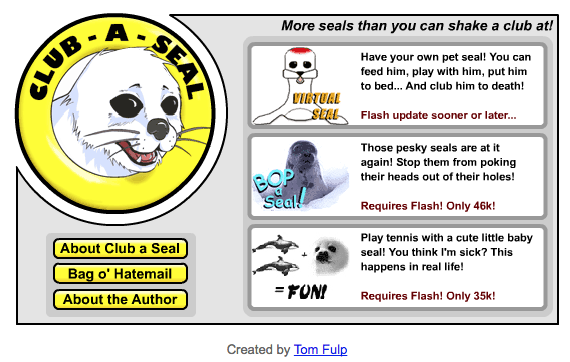 More seals than you can shake a club at!
CLUB - A - SEAL
Have your own pet seal! You can
feed him, play with him, put him
to bed... And club him to death!
VIRTUAL
SEAL
Flash update sooner or later...
Those pesky seals are at it
again! Stop them from poking
their heads out of their holes!
BOP
a
Seal!
Requires Flash! Only 46k!
Play tennis with a cute little baby
seal! You think I'm sick? This
happens in real life!
+
= FUN!
Requires Flash! Only 35k!
About Club a Seal
Bag o' Hatemail
About the Author
Created by Tom Fulp